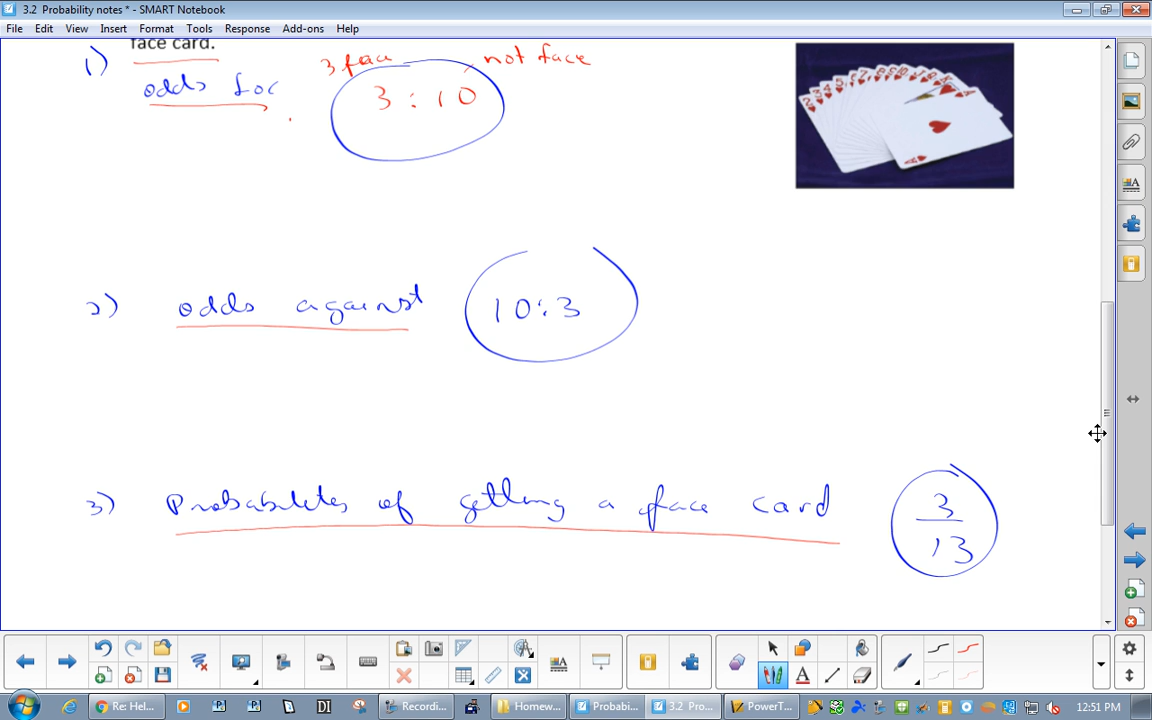 3.2 Probability notes * - SMART Notebook
File Edit View Insert Format Tools Response Add-ons Help
face card.
1) odds for
3 face not face
3 : 10
2) odds against 10:3
3) Probabilites of getting a face card 3/13
Re: Hel...
DI
Recordi...
Homew...
Probabi...
3.2 Pro...
PowerT...
12:51 PM